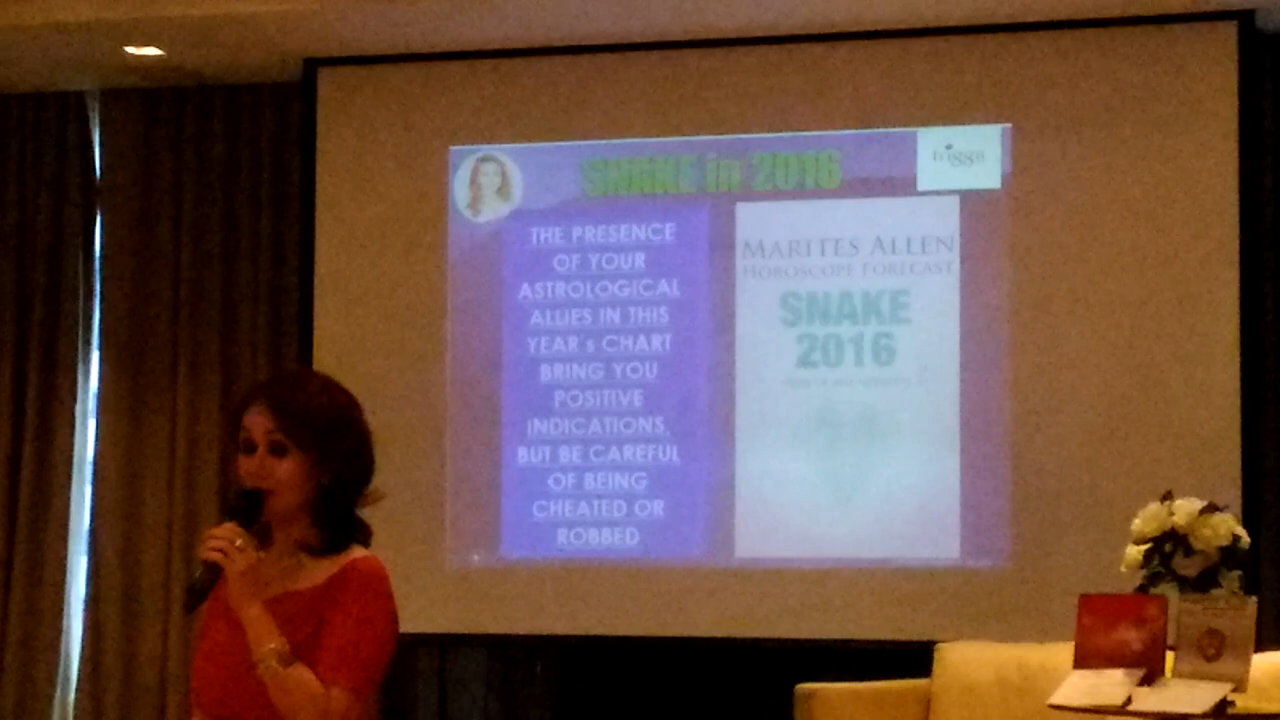 SNAKE in 2016
frigga
THE PRESENCE
OF YOUR
ASTROLOGICAL
ALLIES IN THIS
YEAR's CHART
BRING YOU
POSITIVE
INDICATIONS,
BUT BE CAREFUL
OF BEING
CHEATED OR
ROBBED
MARITES ALLEN
HOROSCOPE FORECAST
SNAKE
2016